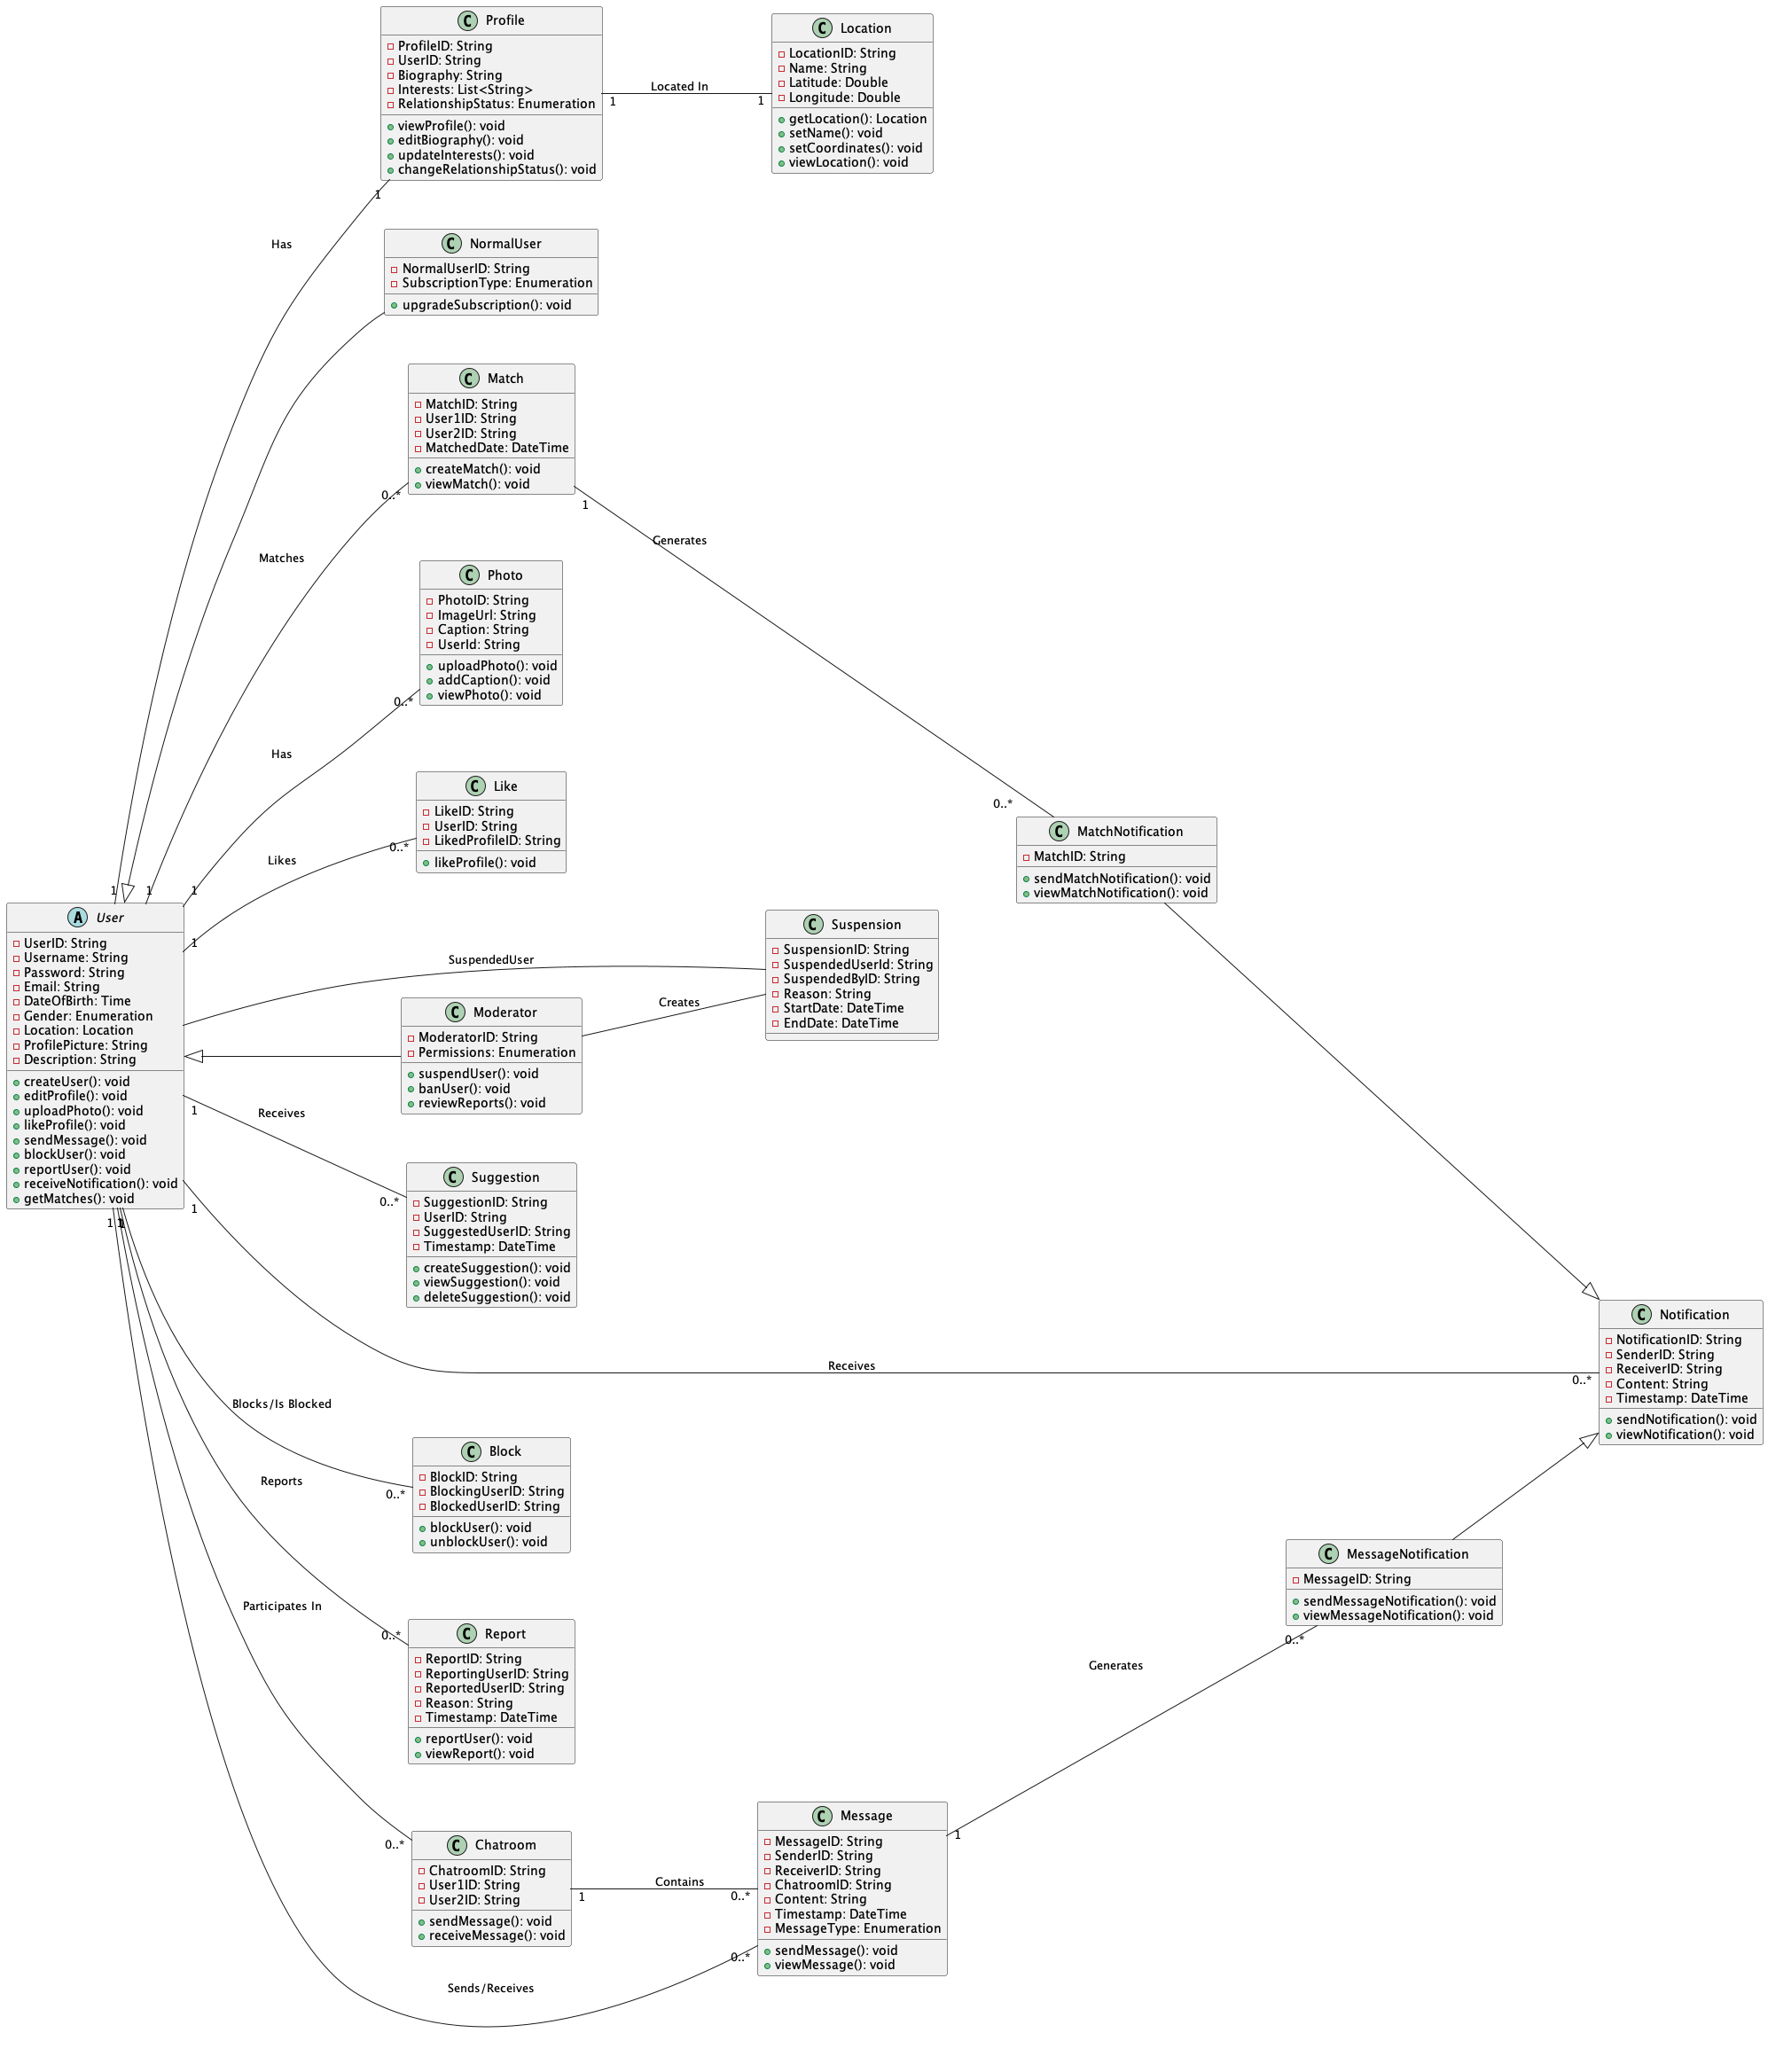 C Profile
ProfileID: String
UserID: String
Biography: String
Interests: List<String>
RelationshipStatus: Enumeration
viewProfile(): void
editBiography(): void
updateInterests(): void
changeRelationshipStatus(): void
1
Located In
1
1
C Location
LocationID: String
Name: String
Latitude: Double
Longitude: Double
getLocation(): Location
setName(): void
setCoordinates(): void
viewLocation(): void
Has
C NormalUser
NormalUserID: String
SubscriptionType: Enumeration
upgradeSubscription(): void
C Match
MatchID: String
User1ID: String
User2ID: String
MatchedDate: DateTime
createMatch(): void
viewMatch(): void
0..*
1
Matches
Generates
C Photo
PhotoID: String
ImageUrl: String
Caption: String
UserId: String
uploadPhoto(): void
addCaption(): void
viewPhoto(): void
0..*
Has
C Like
LikeID: String
UserID: String
LikedProfileID: String
likeProfile(): void
0..*
Likes
0..*
C MatchNotification
MatchID: String
sendMatchNotification(): void
viewMatchNotification(): void
1
1
1
1
A User
UserID: String
Username: String
Password: String
Email: String
DateOfBirth: Time
Gender: Enumeration
Location: Location
ProfilePicture: String
Description: String
createUser(): void
editProfile(): void
uploadPhoto(): void
likeProfile(): void
sendMessage(): void
blockUser(): void
reportUser(): void
receiveNotification(): void
getMatches(): void
SuspendedUser
C Suspension
SuspensionID: String
SuspendedUserId: String
SuspendedByID: String
Reason: String
StartDate: DateTime
EndDate: DateTime
Creates
C Moderator
ModeratorID: String
Permissions: Enumeration
suspendUser(): void
banUser(): void
reviewReports(): void
1
Receives
0..*
C Suggestion
SuggestionID: String
UserID: String
SuggestedUserID: String
Timestamp: DateTime
createSuggestion(): void
viewSuggestion(): void
deleteSuggestion(): void
1
Receives
0..*
C Notification
NotificationID: String
SenderID: String
ReceiverID: String
Content: String
Timestamp: DateTime
sendNotification(): void
viewNotification(): void
1
1
1
1
Blocks/Is Blocked
0..*
C Block
BlockID: String
BlockingUserID: String
BlockedUserID: String
blockUser(): void
unblockUser(): void
Reports
0..*
C Report
ReportID: String
ReportingUserID: String
ReportedUserID: String
Reason: String
Timestamp: DateTime
reportUser(): void
viewReport(): void
C MessageNotification
MessageID: String
sendMessageNotification(): void
viewMessageNotification(): void
0..*
Generates
1
Participates In
0..*
C Chatroom
ChatroomID: String
User1ID: String
User2ID: String
sendMessage(): void
receiveMessage(): void
1
Contains
0..*
C Message
MessageID: String
SenderID: String
ReceiverID: String
ChatroomID: String
Content: String
Timestamp: DateTime
MessageType: Enumeration
sendMessage(): void
viewMessage(): void
0..*
Sends/Receives